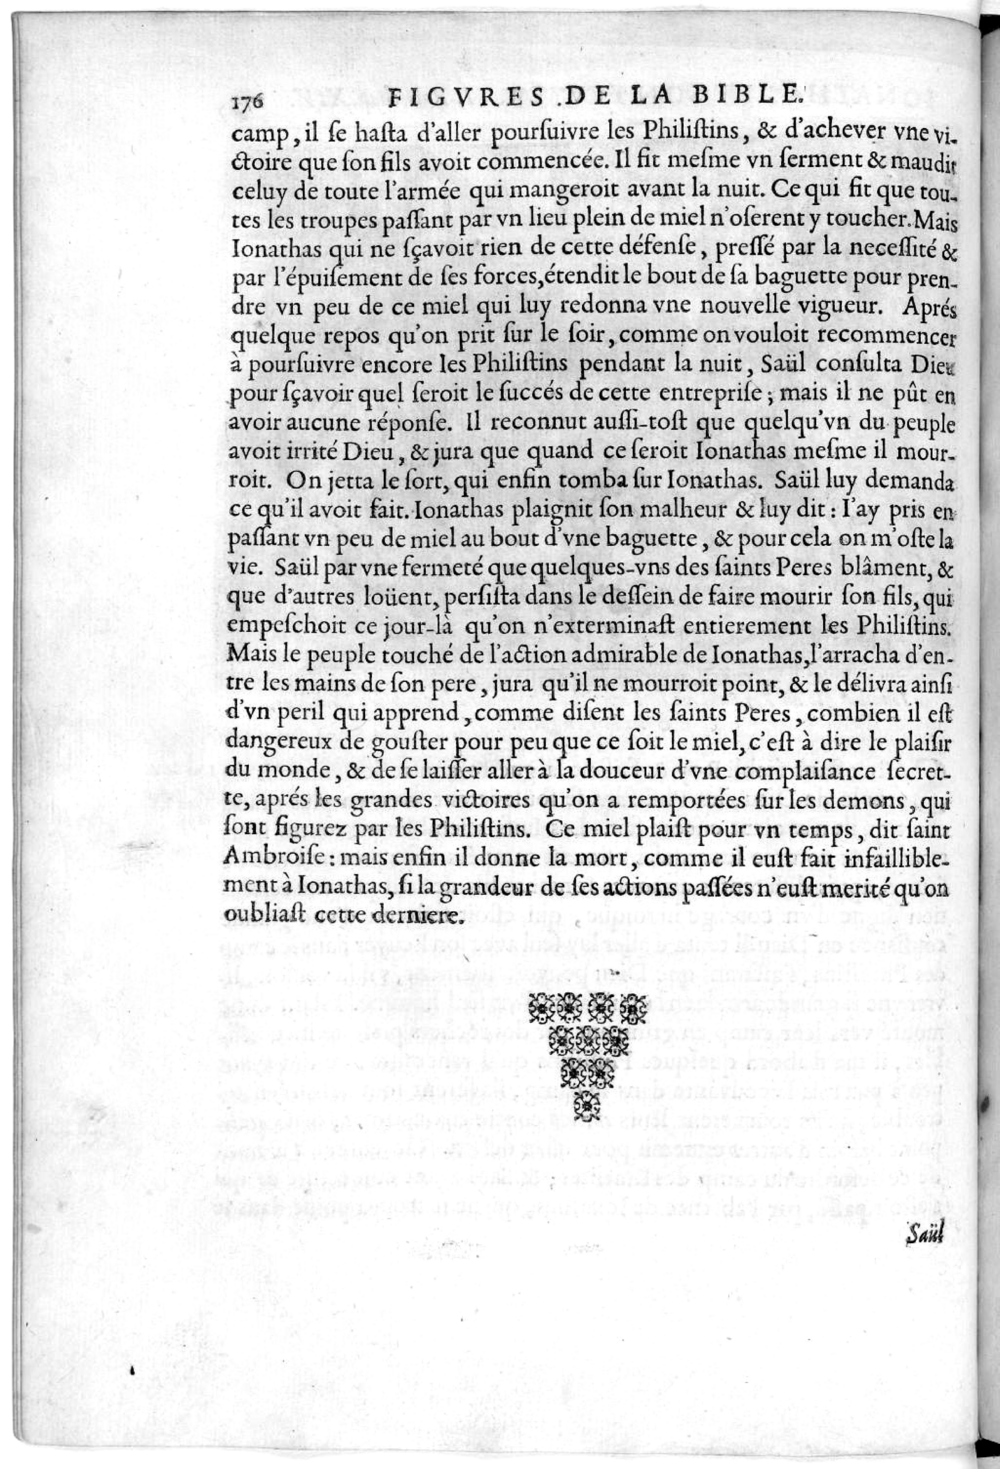 176 FIGVRES DE LA BIBLE.
camp, il ſe haſta d'aller pourſuivre les Philiſtins, & d'achever vne vi-
ctoire que ſon fils avoit commencée. Il fit meſme vn ſerment & maudit
celuy de toute l'armée qui mangeroit avant la nuit. Ce qui fit que tou-
tes les troupes paſſant par vn lieu plein de miel n'oſerent y toucher. Mais
Ionathas qui ne ſçavoit rien de cette défenſe, preſſé par la neceſſité &
par l'épuiſement de ſes forces, étendit le bout de ſa baguette pour pren-
dre vn peu de ce miel qui luy redonna vne nouvelle vigueur. Aprés
quelque repos qu'on prit ſur le ſoir, comme on vouloit recommencer
à pourſuivre encore les Philiſtins pendant la nuit, Saül conſulta Dieu
pour ſçavoir quel ſeroit le ſuccés de cette entrepriſe; mais il ne pût en
avoir aucune réponſe. Il reconnut auſſi-toſt que quelqu'vn du peuple
avoit irrité Dieu, & jura que quand ce ſeroit Ionathas meſme il mour-
roit. On jetta le ſort, qui enfin tomba ſur Ionathas. Saül luy demanda
ce qu'il avoit fait. Ionathas plaignit ſon malheur & luy dit: I'ay pris en
paſſant vn peu de miel au bout d'vne baguette, & pour cela on m'oſte la
vie. Saül par vne fermeté que quelques-vns des ſaints Peres blâment, &
que d'autres loüent, perſiſta dans le deſſein de faire mourir ſon fils, qui
empeſchoit ce jour-là qu'on n'exterminaſt entierement les Philiſtins.
Mais le peuple touché de l'action admirable de Ionathas, l'arracha d'en-
tre les mains de ſon pere, jura qu'il ne mourroit point, & le délivra ainſi
d'vn peril qui apprend, comme diſent les ſaints Peres, combien il eſt
dangereux de gouſter pour peu que ce ſoit le miel, c'eſt à dire le plaiſir
du monde, & de ſe laiſſer aller à la douceur d'vne complaiſance ſecret-
te, aprés les grandes victoires qu'on a remportées ſur les demons, qui
ſont figurez par les Philiſtins. Ce miel plaiſt pour vn temps, dit ſaint
Ambroiſe: mais enfin il donne la mort, comme il euſt fait infaillible-
ment à Ionathas, ſi la grandeur de ſes actions paſſées n'euſt merité qu'on
oubliaſt cette derniere.
Saül